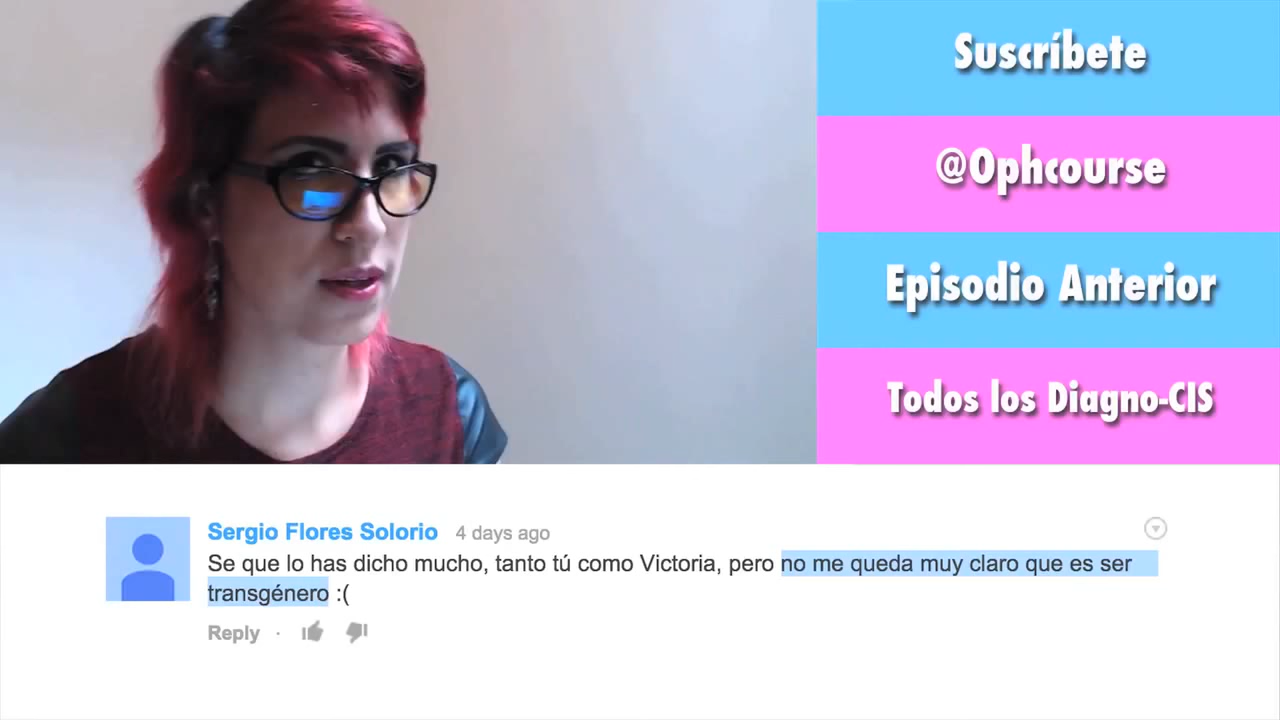 Suscríbete
@Ophcourse
Episodio Anterior
Todos los Diagno-CIS
Sergio Flores Solorio 4 days ago
Se que lo has dicho mucho, tanto tú como Victoria, pero no me queda muy claro que es ser
transgénero :(
Reply ·